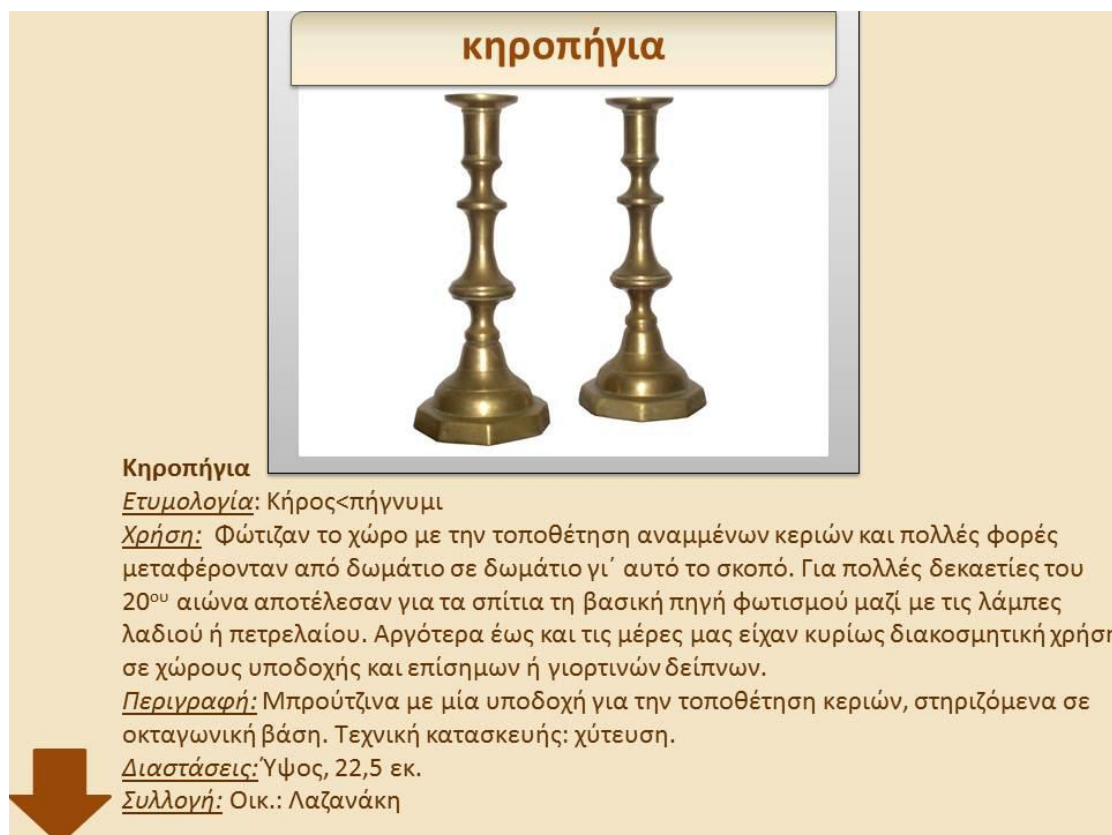 κηροπήγια
Κηροπήγια
Ετυμολογία: Κήρος<πήγνυμι
Χρήση: Φώτιζαν το χώρο με την τοποθέτηση αναμμένων κεριών και πολλές φορές
μεταφέρονταν από δωμάτιο σε δωμάτιο γι΄ αυτό το σκοπό. Για πολλές δεκαετίες του
20ου αιώνα αποτέλεσαν για τα σπίτια τη βασική πηγή φωτισμού μαζί με τις λάμπες
λαδιού ή πετρελαίου. Αργότερα έως και τις μέρες μας είχαν κυρίως διακοσμητική χρήση
σε χώρους υποδοχής και επίσημων ή γιορτινών δείπνων.
Περιγραφή: Μπρούτζινα με μία υποδοχή για την τοποθέτηση κεριών, στηριζόμενα σε
οκταγωνική βάση. Τεχνική κατασκευής: χύτευση.
Διαστάσεις: Ύψος, 22,5 εκ.
Συλλογή: Οικ.: Λαζανάκη